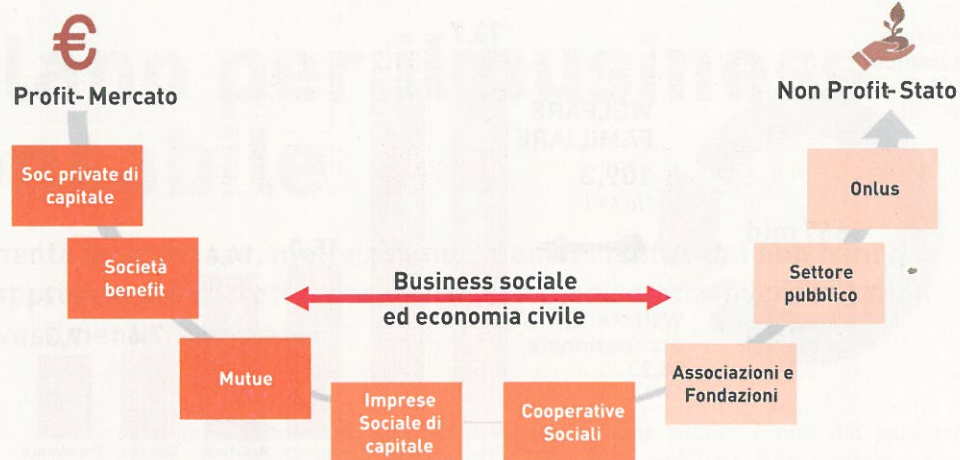 €
Profit-Mercato
Non Profit-Stato
Soc private di
capitale
Società
benefit
Mutue
Imprese
Sociale di
capitale
Cooperative
Sociali
Associazioni e
Fondazioni
Settore
pubblico
Onlus
Business sociale
ed economia civile